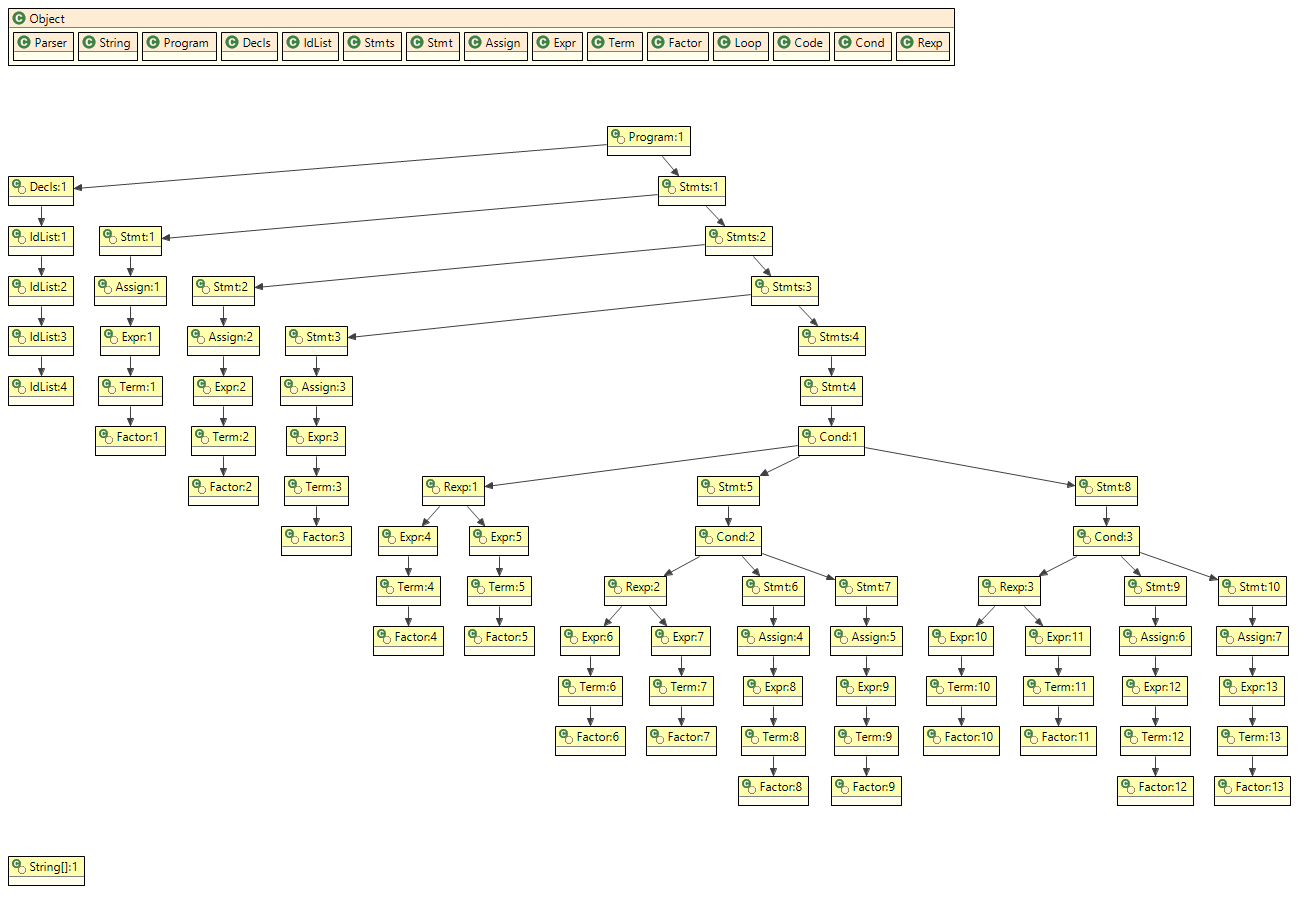 Object
Parser String Program Decls IdList Stmts Stmt Assign Expr Term Factor Loop Code Cond Rexp
Program:1
Decls:1 Stmts:1
IdList:1 Stmt:1 Stmts:2
IdList:2 Assign:1 Stmt:2 Stmts:3
IdList:3 Expr:1 Assign:2 Stmt:3 Stmts:4
IdList:4 Term:1 Expr:2 Assign:3 Stmt:4
Factor:1 Term:2 Expr:3 Cond:1
Factor:2 Term:3 Rexp:1 Stmt:5 Stmt:8
Factor:3 Expr:4 Expr:5 Cond:2 Cond:3
Term:4 Term:5 Rexp:2 Stmt:6 Stmt:7 Rexp:3 Stmt:9 Stmt:10
Factor:4 Factor:5 Expr:6 Expr:7 Assign:4 Assign:5 Expr:10 Expr:11 Assign:6 Assign:7
Term:6 Term:7 Expr:8 Expr:9 Term:10 Term:11 Expr:12 Expr:13
Factor:6 Factor:7 Term:8 Term:9 Factor:10 Factor:11 Term:12 Term:13
Factor:8 Factor:9 Factor:12 Factor:13
String[]:1